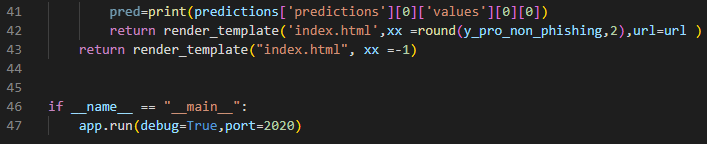 41 pred=print(predictions['predictions'][0]['values'][0][0])
42 return render_template('index.html',xx =round(y_pro_non_phishing,2),url=url )
43 return render_template("index.html", xx =-1)
44
45
46 if __name__ == "__main__":
47 app.run(debug=True,port=2020)